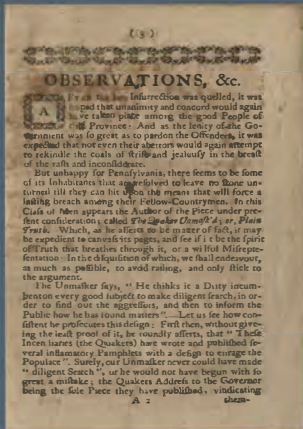 ( 3 )
OBSERVATIONS, &c.
A Insurrection was quelled, it was
hoped that unanimity and concord would again
have taken place among the good People of
this Province: And as the lenity of the Go-
vernment was so great as to pardon the Offenders, it was
expected that not even their abettors would again attempt
to rekindle the coals of strife and jealousy in the breast
of the rash and inconsiderate.
But unhappy for Pennsylvania, there seems to be some
of its Inhabitants that are resolved to leave no stone un-
turned till they can hit upon the means that will force a
lasting breach among their Fellow-Countrymen. In this
Class of Men appears the Author of the Piece under pre-
sent consideration, called The Quaker Unmask'd; or, Plain
Truth. Which, as he asserts to be matter of fact, it may
be expedient to canvass its pages, and see if it be the Spirit
of Truth that breathes through it, or a wilful Misrepre-
sentation. In the disquisition of which, we shall endeavour,
as much as possible, to avoid railing, and only stick to
the argument.
The Unmasker says, " He thinks it a Duty incum-
benton every good subject to make diligent search, in or-
der to find out the aggressors, and then to inform the
Public how he has found matters".—Let us see how con-
sistent he prosecutes this design: First then, without give-
ing the least proof of it, he roundly asserts, that " These
Incendiaries (the Quakers) have wrote and published se-
veral inflamatory Pamphlets with a design to enrage the
Populace". Surely, our Unmasker never could have made
" diligent Search", or he would not have begun with so
great a mistake; the Quakers Address to the Governor
being the sole Piece they have published, vindicating
A 2 them-